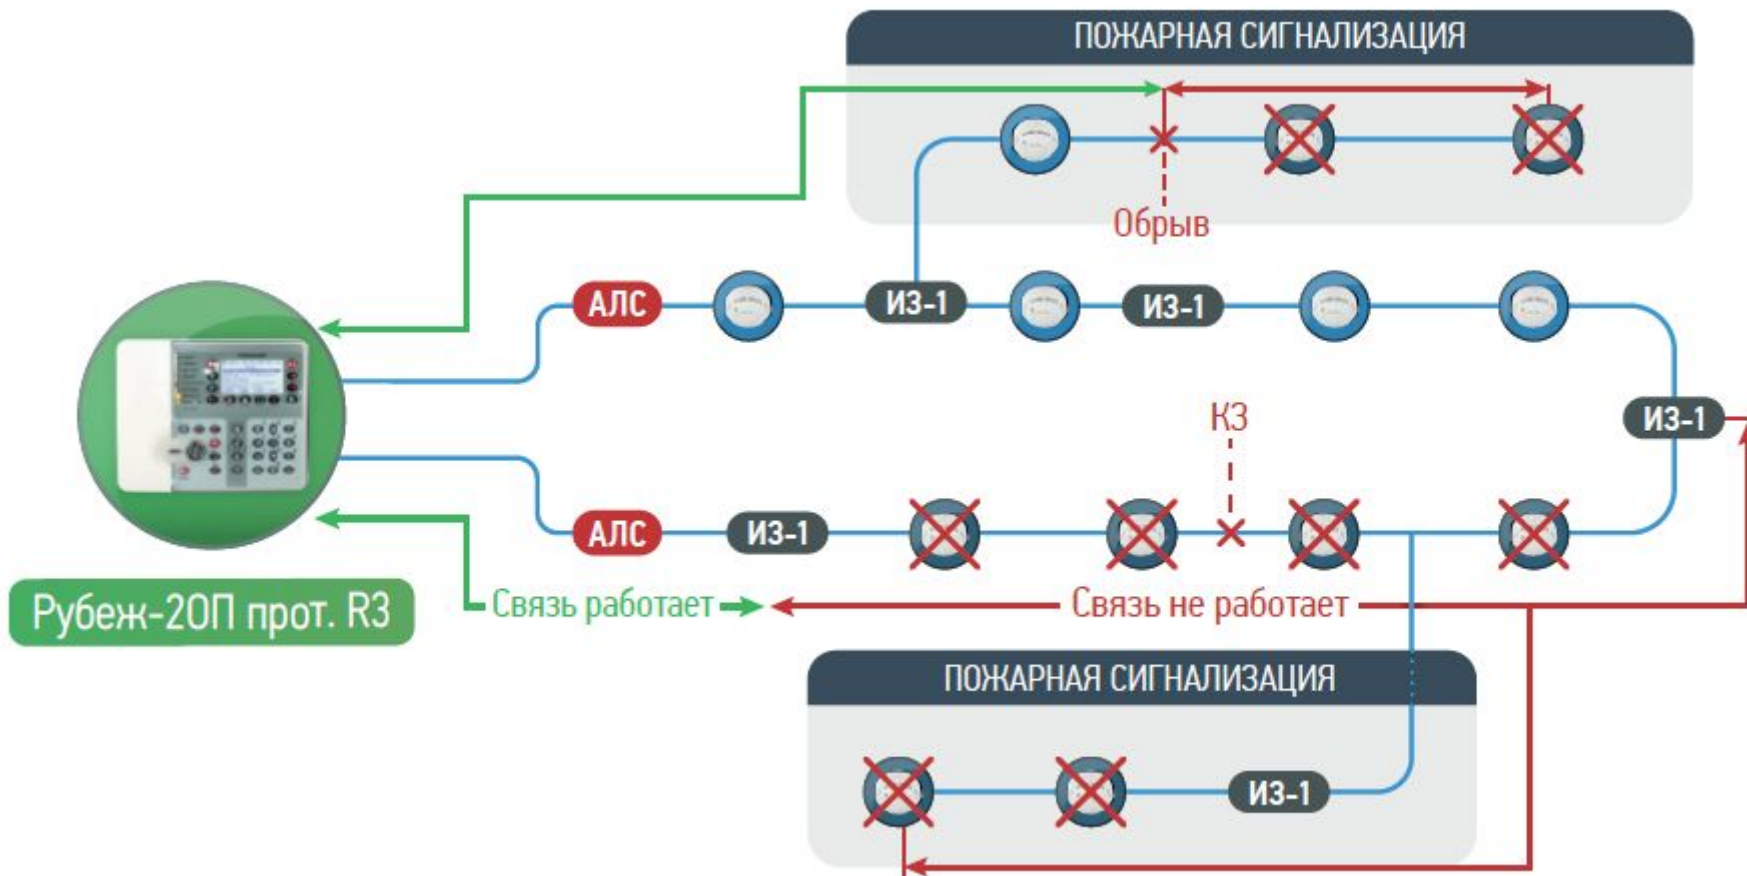 ПОЖАРНАЯ СИГНАЛИЗАЦИЯ
Обрыв
АЛС
ИЗ-1
ИЗ-1
КЗ
ИЗ-1
АЛС
ИЗ-1
Рубеж-2ОП прот. R3
Связь работает
Связь не работает
ПОЖАРНАЯ СИГНАЛИЗАЦИЯ
ИЗ-1